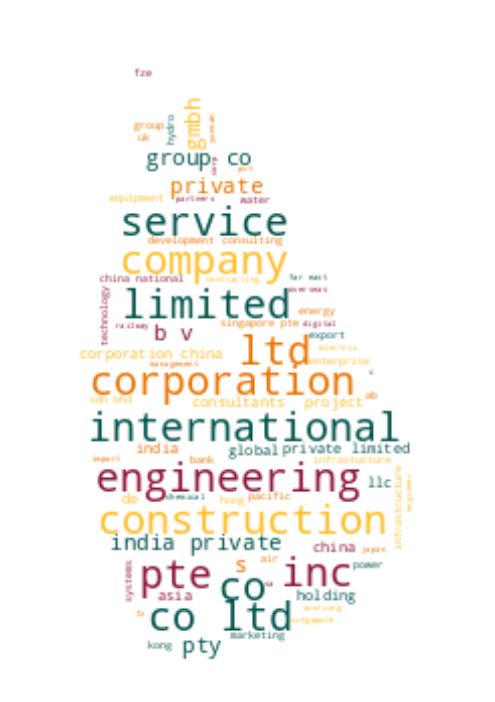 fze
gmbh
group
hydro
uk
group co
private
equipment
partners
water
service
development
consulting
company
china national
contracting
far east
overseas
technology
limited
energy
railway
b v
singapore pte
digital
export
corporation china
ltd
electric
enterprise
management
corporation
c
ab
sdn bhd
consultants
project
international
india
global
private limited
import
bank
infrastucture
engineering
llc
infrastructure
engineer
de
chemical
hong
pacific
construction
india private
china
japan
s
air
systems
pte
co
inc
power
asia
holding
sourcing
co ltd
singapore
marketing
kong
pty